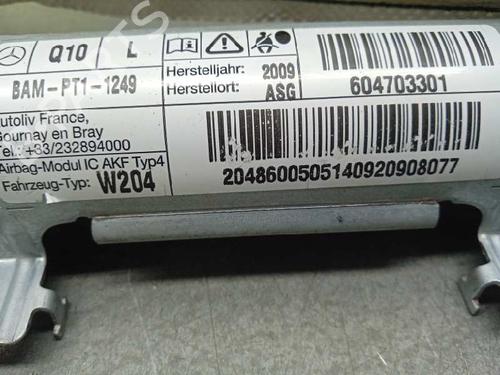 Q10 L
BAM-PT1-1249
Autoliv France,
Gournay en Bray
Tel.: +33/232894000
Airbag-Modul IC AKF Typ4
Fahrzeug-Typ: W204
Herstelljahr: 2009
Herstellort: ASG
604703301
2048600505140920908077